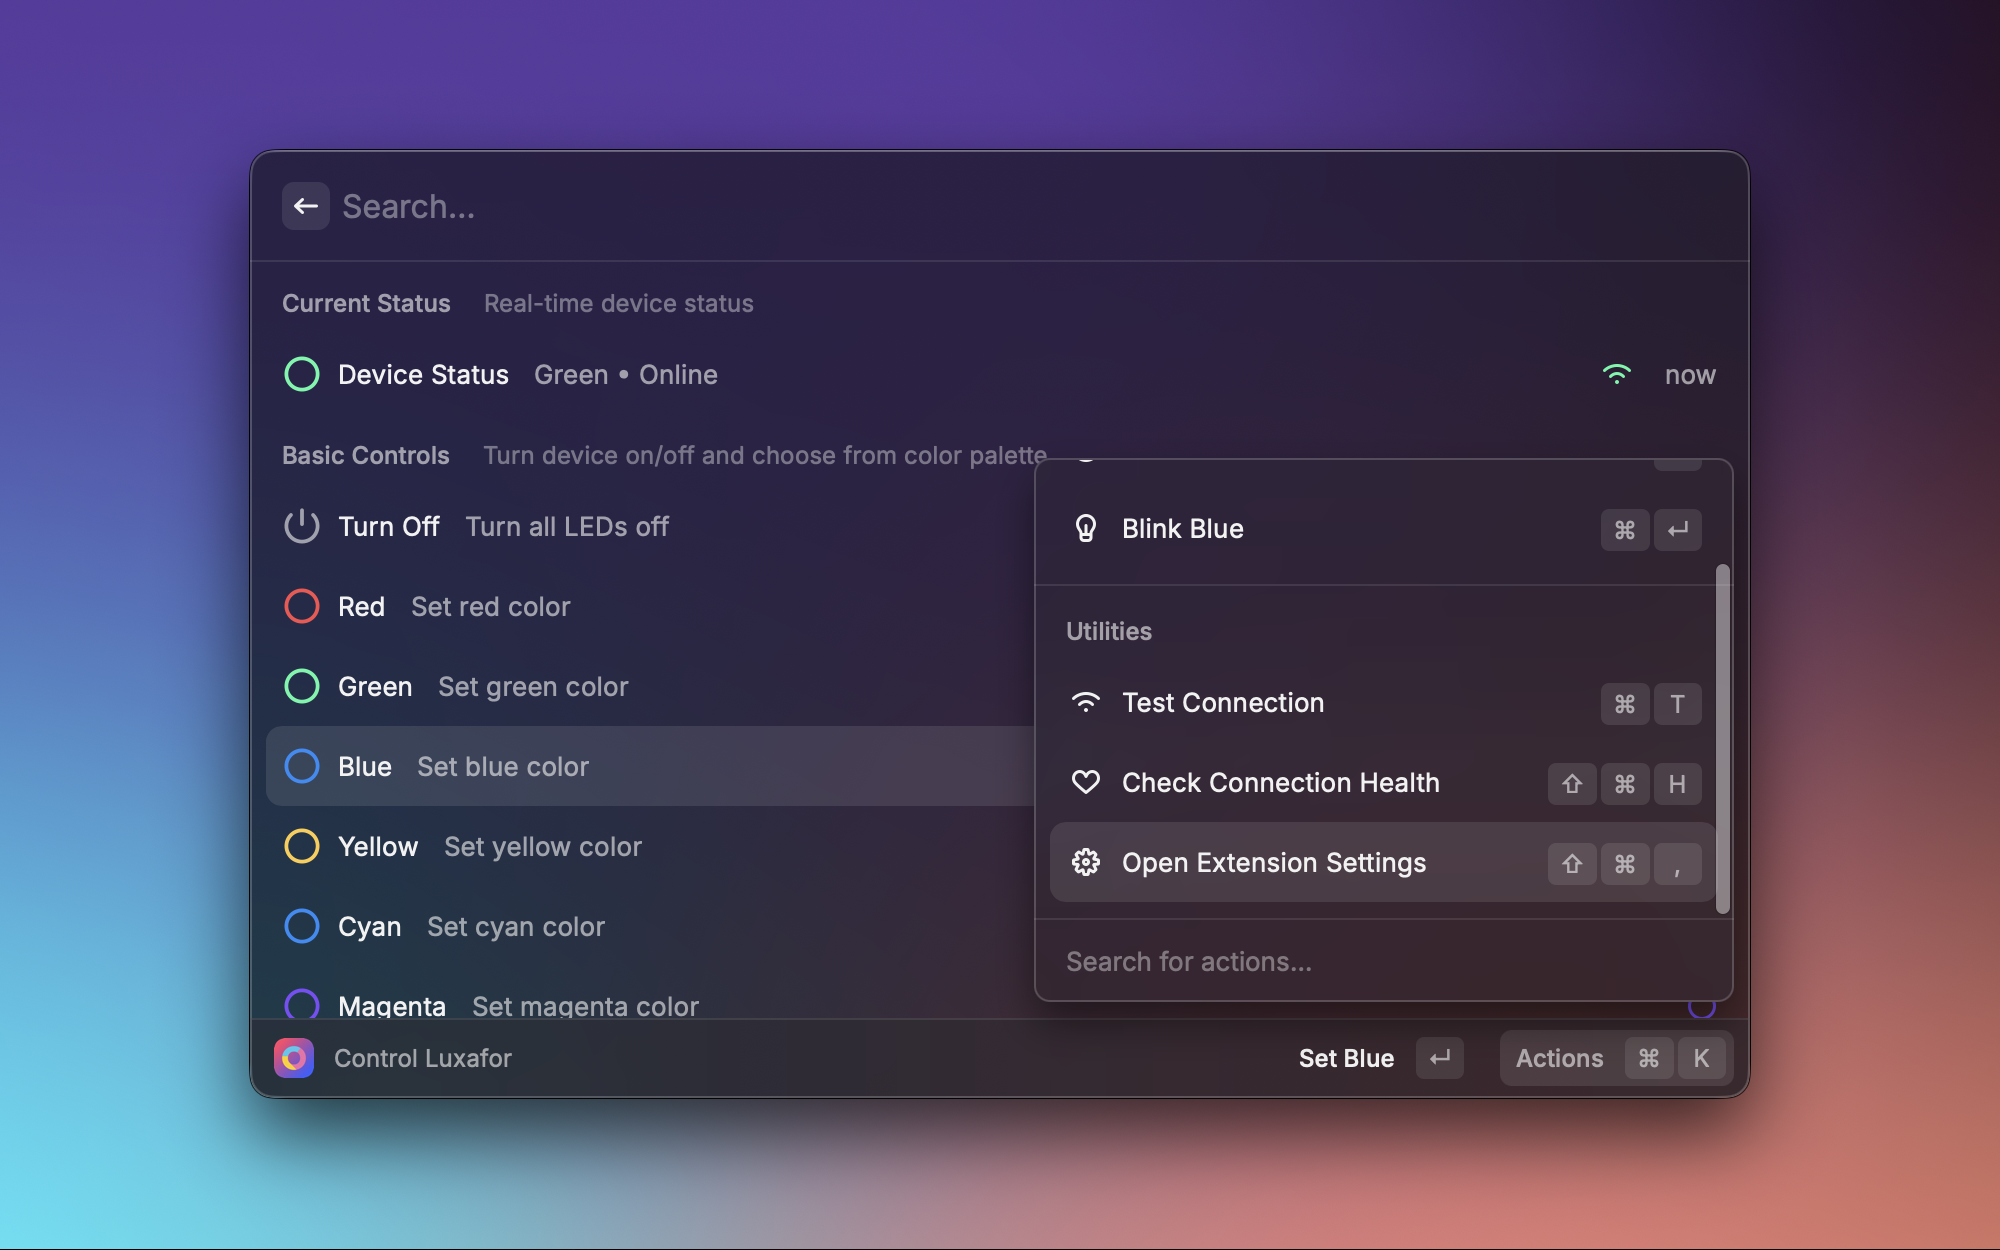 Search...
Current Status Real-time device status
Device Status Green • Online now
Basic Controls Turn device on/off and choose from color palette
Turn Off Turn all LEDs off
Red Set red color
Green Set green color
Blue Set blue color
Yellow Set yellow color
Cyan Set cyan color
Magenta Set magenta color
Blink Blue ⌘ ↵
Utilities
Test Connection ⌘ T
Check Connection Health ⇧ ⌘ H
Open Extension Settings ⇧ ⌘ ,
Search for actions...
Control Luxafor Set Blue ↵ Actions ⌘ K